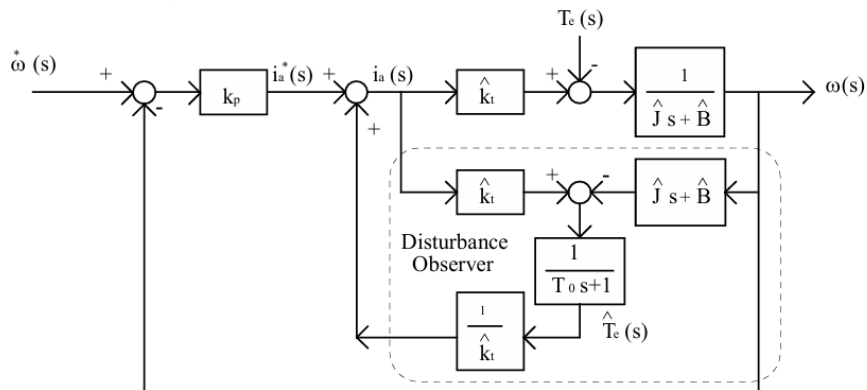 Tₑ(s)
ω*(s) + - kₚ iₐ*(s) + iₐ(s) k̂ₜ + - 1 / Ĵ s + B̂ ω(s)
+
k̂ₜ + - Ĵ s + B̂
Disturbance
Observer
1 / T₀ s+1
1 / k̂ₜ
T̂ₑ(s)